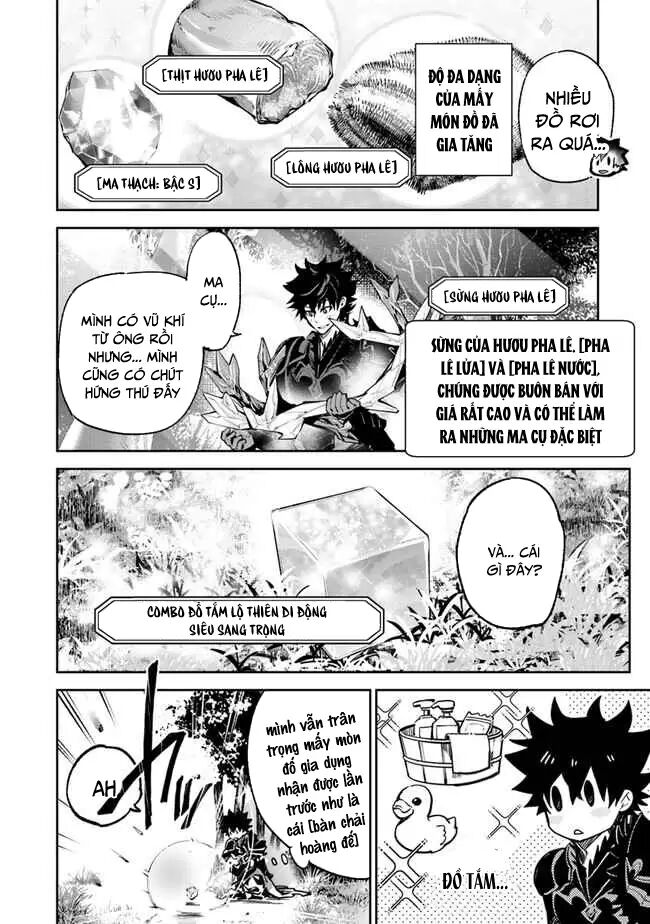 NHIỀU
ĐỒ RƠI
RA QUÁ...
ĐỘ ĐA DẠNG
CỦA MẤY
MÓN ĐỒ ĐÃ
GIA TĂNG
[THỊT HƯƠU PHA LÊ]
[LÔNG HƯƠU PHA LÊ]
[MA THẠCH: BẬC S]
[SỪNG HƯƠU PHA LÊ]
SỪNG CỦA HƯƠU PHA LÊ, [PHA
LÊ LỬA] VÀ [PHA LÊ NƯỚC],
CHÚNG ĐƯỢC BUÔN BÁN VỚI
GIÁ RẤT CAO VÀ CÓ THỂ LÀM
RA NHỮNG MA CỤ ĐẶC BIỆT
MA
CỤ...
MÌNH CÓ VŨ KHÍ
TỪ ÔNG RỒI
NHƯNG... MÌNH
CŨNG CÓ CHÚT
HỨNG THÚ ĐẤY
VÀ... CÁI
GÌ ĐÂY?
COMBO ĐỒ TẮM LỘ THIÊN DI ĐỘNG
SIÊU SANG TRỌNG
ĐỒ TẮM...
mình vẫn trân
trọng mấy mòn
đồ gia dụng
nhận được lần
trước như là
cái [bàn chải
hoàng đế]
AH